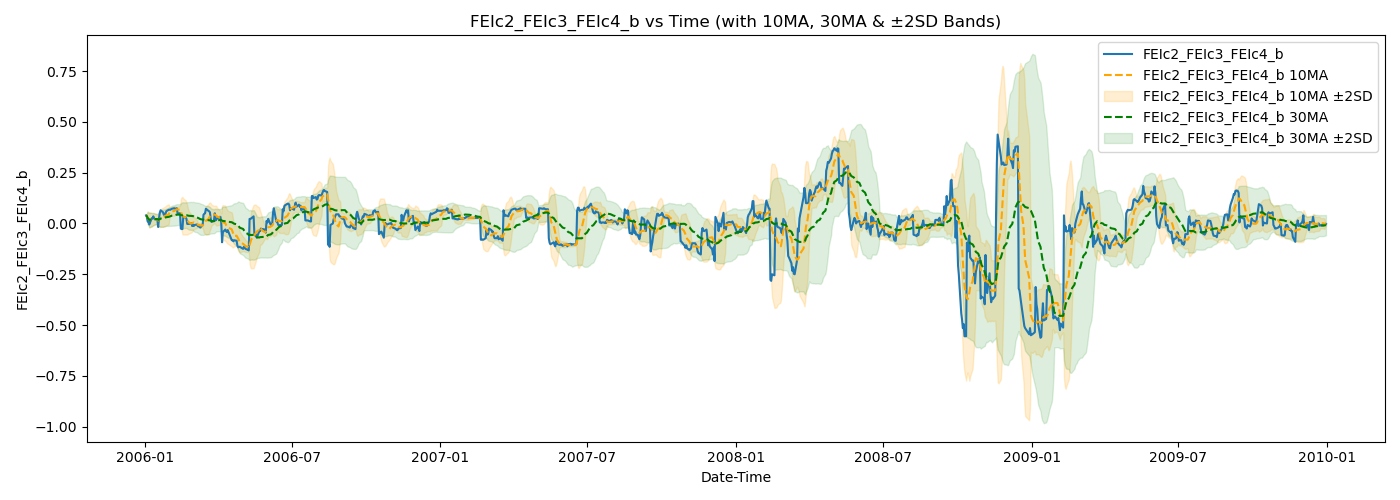 FEIc2_FEIc3_FEIc4_b vs Time (with 10MA, 30MA & ±2SD Bands)
FEIc2_FEIc3_FEIc4_b
FEIc2_FEIc3_FEIc4_b 10MA
FEIc2_FEIc3_FEIc4_b 10MA ±2SD
FEIc2_FEIc3_FEIc4_b 30MA
FEIc2_FEIc3_FEIc4_b 30MA ±2SD
FEIc2_FEIc3_FEIc4_b
0.75
0.50
0.25
0.00
−0.25
−0.50
−0.75
−1.00
2006-01
2006-07
2007-01
2007-07
2008-01
2008-07
2009-01
2009-07
2010-01
Date-Time